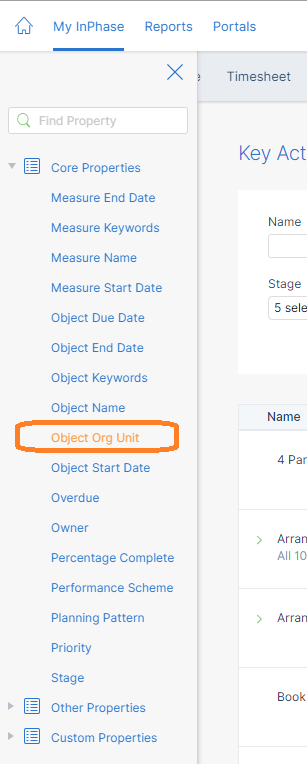 My InPhase Reports Portals
Timesheet
Find Property
Core Properties
Measure End Date
Measure Keywords
Measure Name
Measure Start Date
Object Due Date
Object End Date
Object Keywords
Object Name
Object Org Unit
Object Start Date
Overdue
Owner
Percentage Complete
Performance Scheme
Planning Pattern
Priority
Stage
Other Properties
Custom Properties
Key Act
Name
Stage
5 sele
Name
4 Par
Arran
All 10
Arran
Book